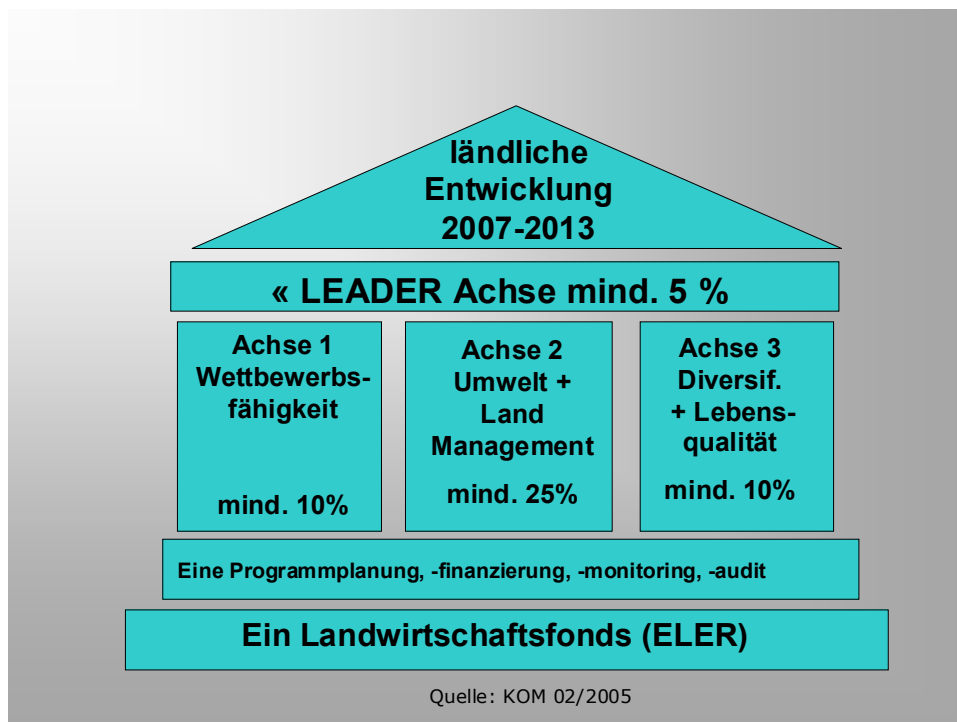 ländliche
Entwicklung
2007-2013
« LEADER Achse mind. 5 %
Achse 1
Wettbewerbs-
fähigkeit
mind. 10%
Achse 2
Umwelt +
Land
Management
mind. 25%
Achse 3
Diversif.
+ Lebens-
qualität
mind. 10%
Eine Programmplanung, -finanzierung, -monitoring, -audit
Ein Landwirtschaftsfonds (ELER)
Quelle: KOM 02/2005